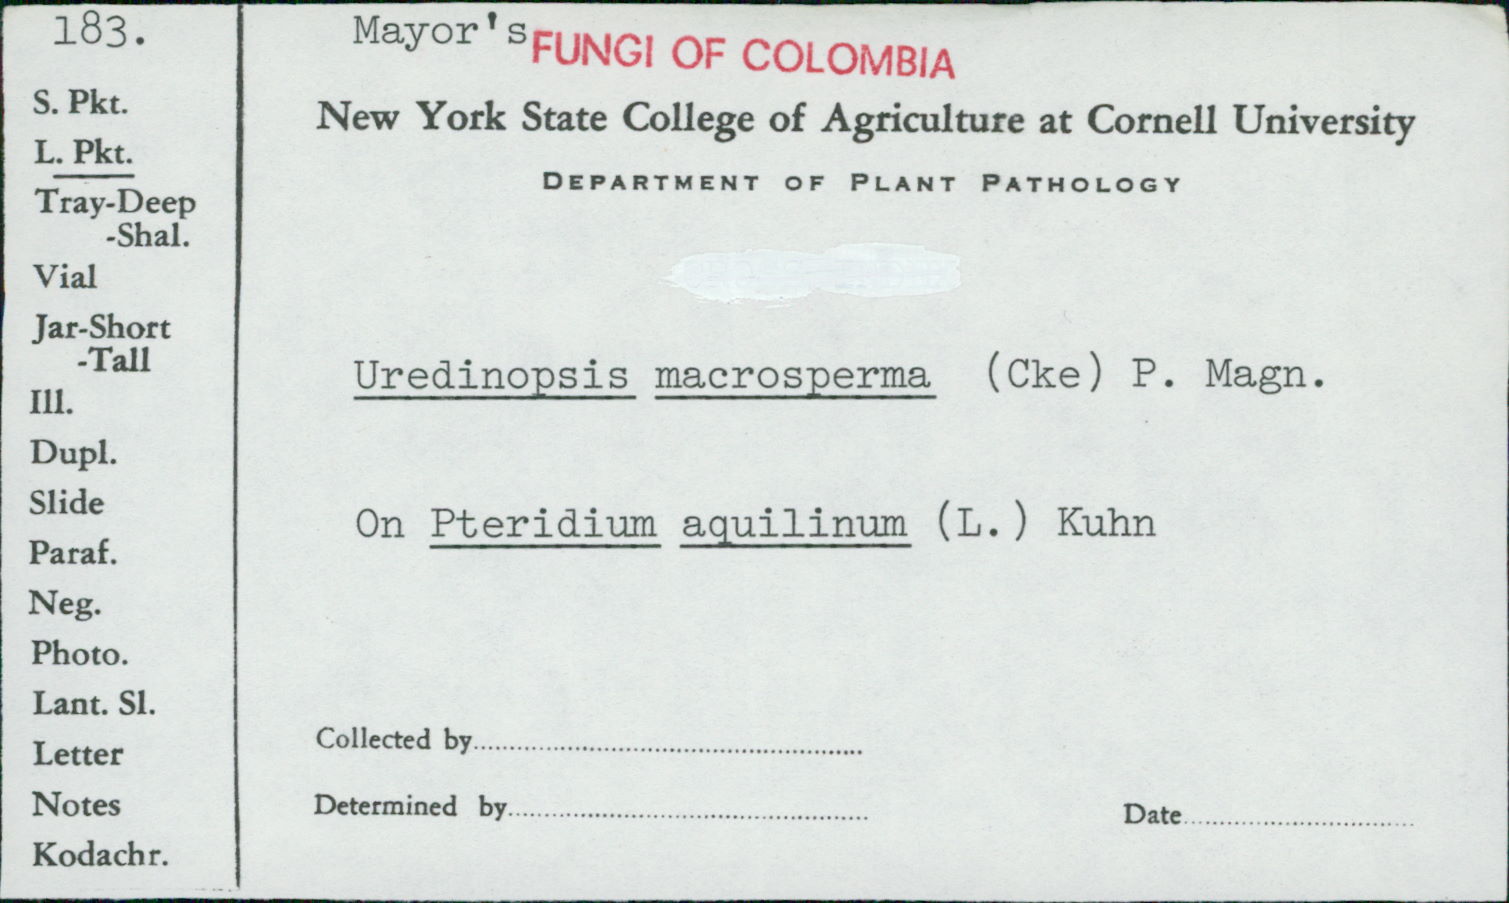 183.
S. Pkt.
L. Pkt.
Tray-Deep
-Shal.
Vial
Jar-Short
-Tall
Ill.
Dupl.
Slide
Paraf.
Neg.
Photo.
Lant. Sl.
Letter
Notes
Kodachr.
Mayor's FUNGI OF COLOMBIA
New York State College of Agriculture at Cornell University
DEPARTMENT OF PLANT PATHOLOGY
Uredinopsis macrosperma (Cke) P. Magn.
On Pteridium aquilinum (L.) Kuhn
Collected by
Determined by Date